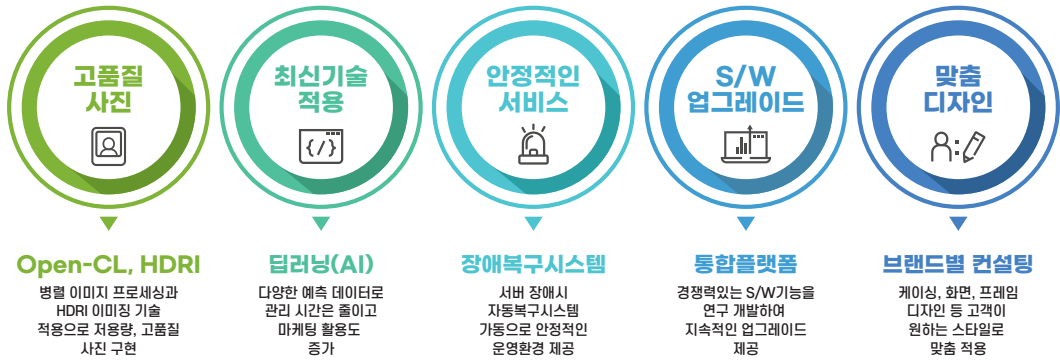 고품질
사진
Open-CL, HDRI
병렬 이미지 프로세싱과
HDRI 이미징 기술
적용으로 저용량, 고품질
사진 구현
최신기술
적용
{/}
딥러닝(AI)
다양한 예측 데이터로
관리 시간은 줄이고
마케팅 활용도
증가
안정적인
서비스
장애복구시스템
서버 장애시
자동복구시스템
가동으로 안정적인
운영환경 제공
S/W
업그레이드
통합플랫폼
경쟁력있는 S/W기능을
연구 개발하여
지속적인 업그레이드
제공
맞춤
디자인
브랜드별 컨설팅
케이싱, 화면, 프레임
디자인 등 고객이
원하는 스타일로
맞춤 적용